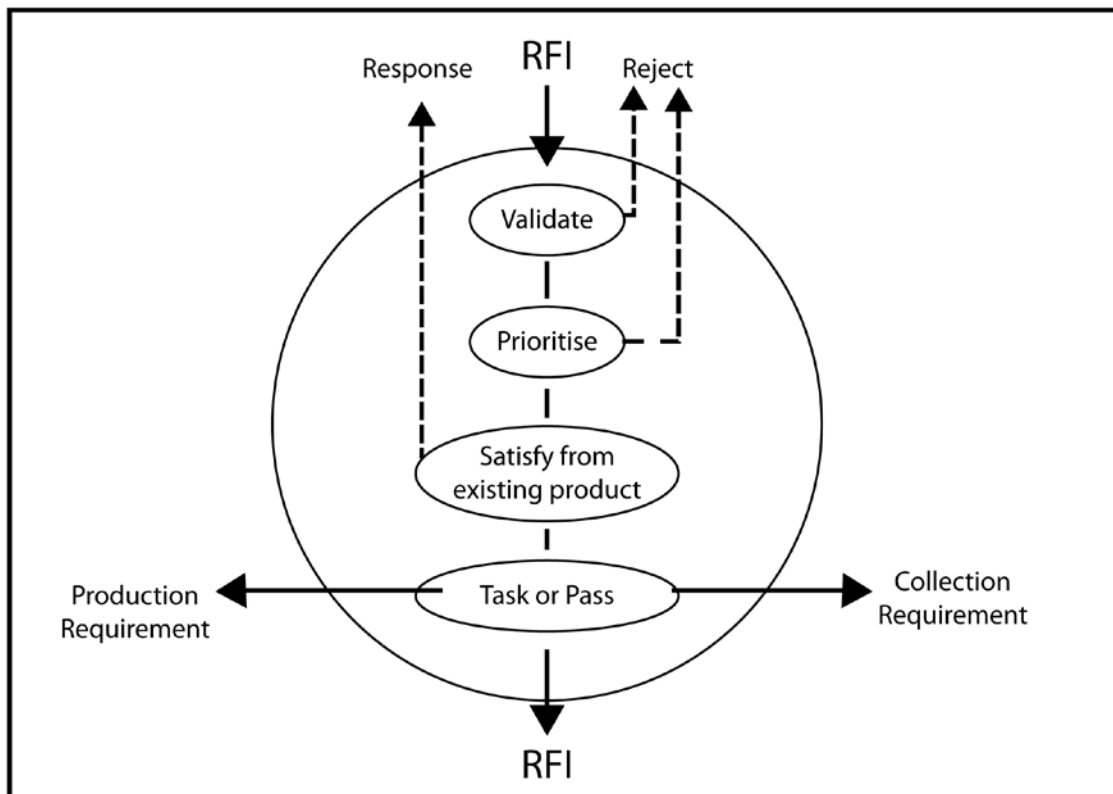 RFI
Response
Reject
Validate
Prioritise
Satisfy from
existing product
Task or Pass
Production
Requirement
Collection
Requirement
RFI